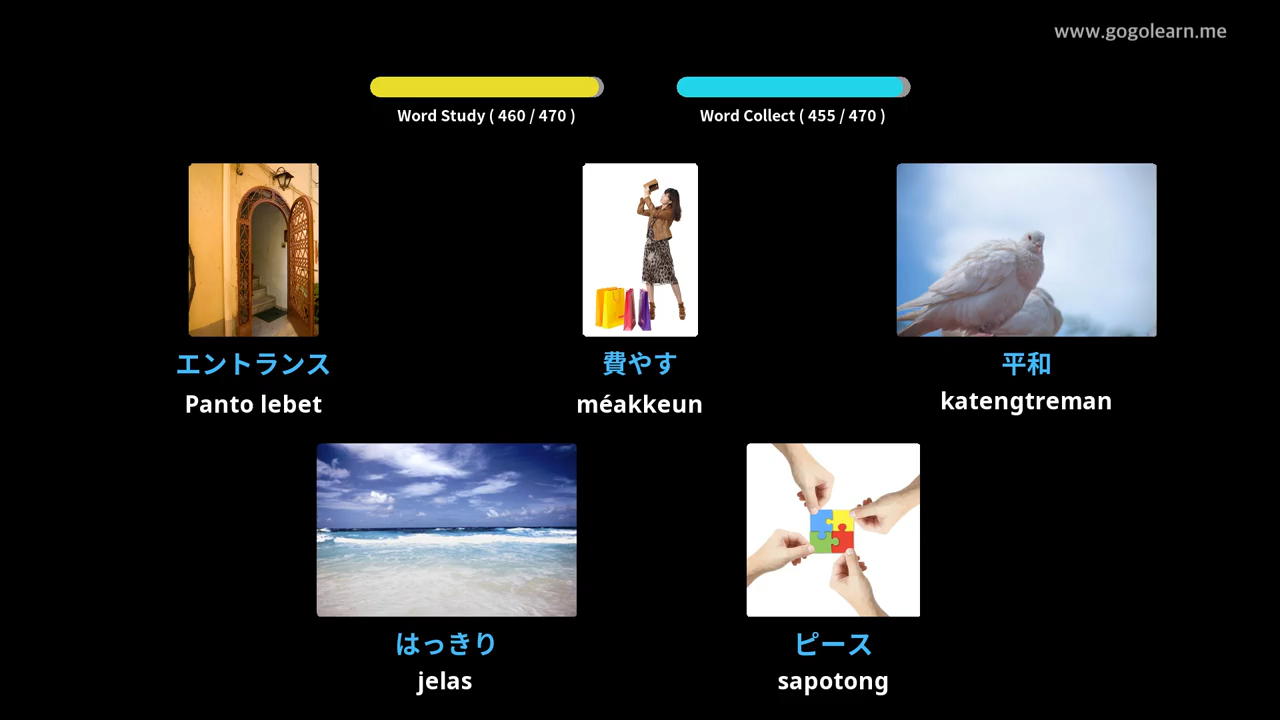 www.gogolearn.me
Word Study ( 460 / 470 )
Word Collect ( 455 / 470 )
エントランス
Panto lebet
費やす
méakkeun
平和
katengtreman
はっきり
jelas
ピース
sapotong